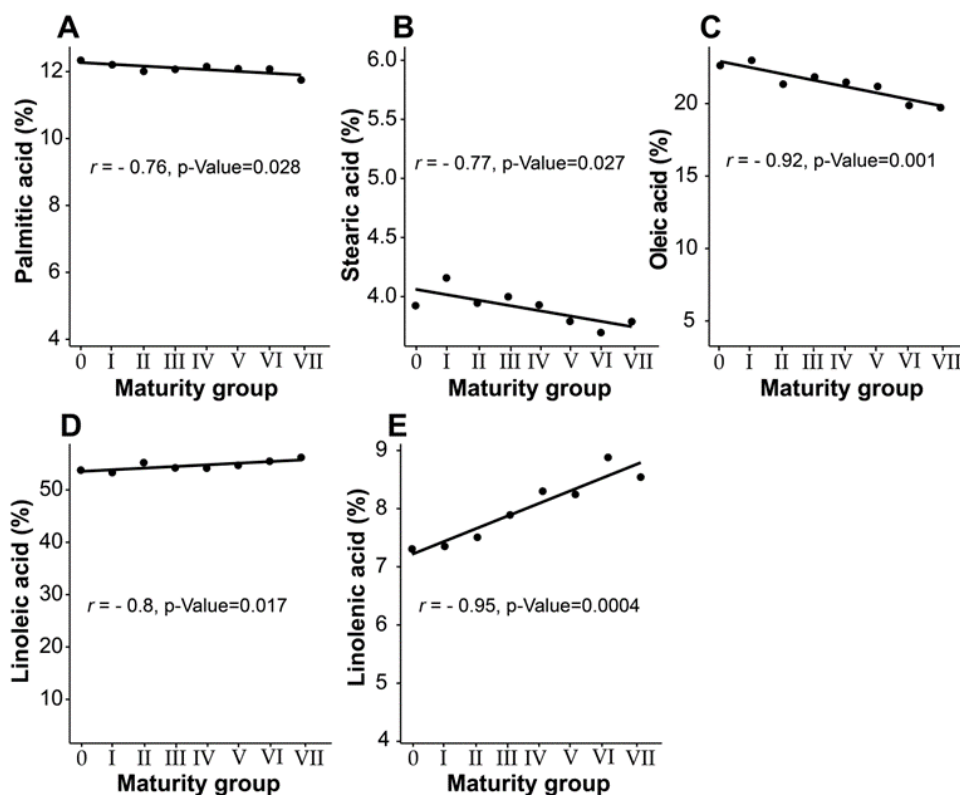 A
Palmitic acid (%)
12
10
8
6
4
r = - 0.76, p-Value=0.028
0 I II III IV V VI VII
Maturity group
B
Stearic acid (%)
6.0
5.5
5.0
4.5
4.0
r = - 0.77, p-Value=0.027
0 I II III IV V VI VII
Maturity group
C
Oleic acid (%)
20
15
10
5
r = - 0.92, p-Value=0.001
0 I II III IV V VI VII
Maturity group
D
Linoleic acid (%)
50
40
30
20
10
r = - 0.8, p-Value=0.017
0 I II III IV V VI VII
Maturity group
E
Linolenic acid (%)
9
8
7
6
4
r = - 0.95, p-Value=0.0004
0 I II III IV V VI VII
Maturity group